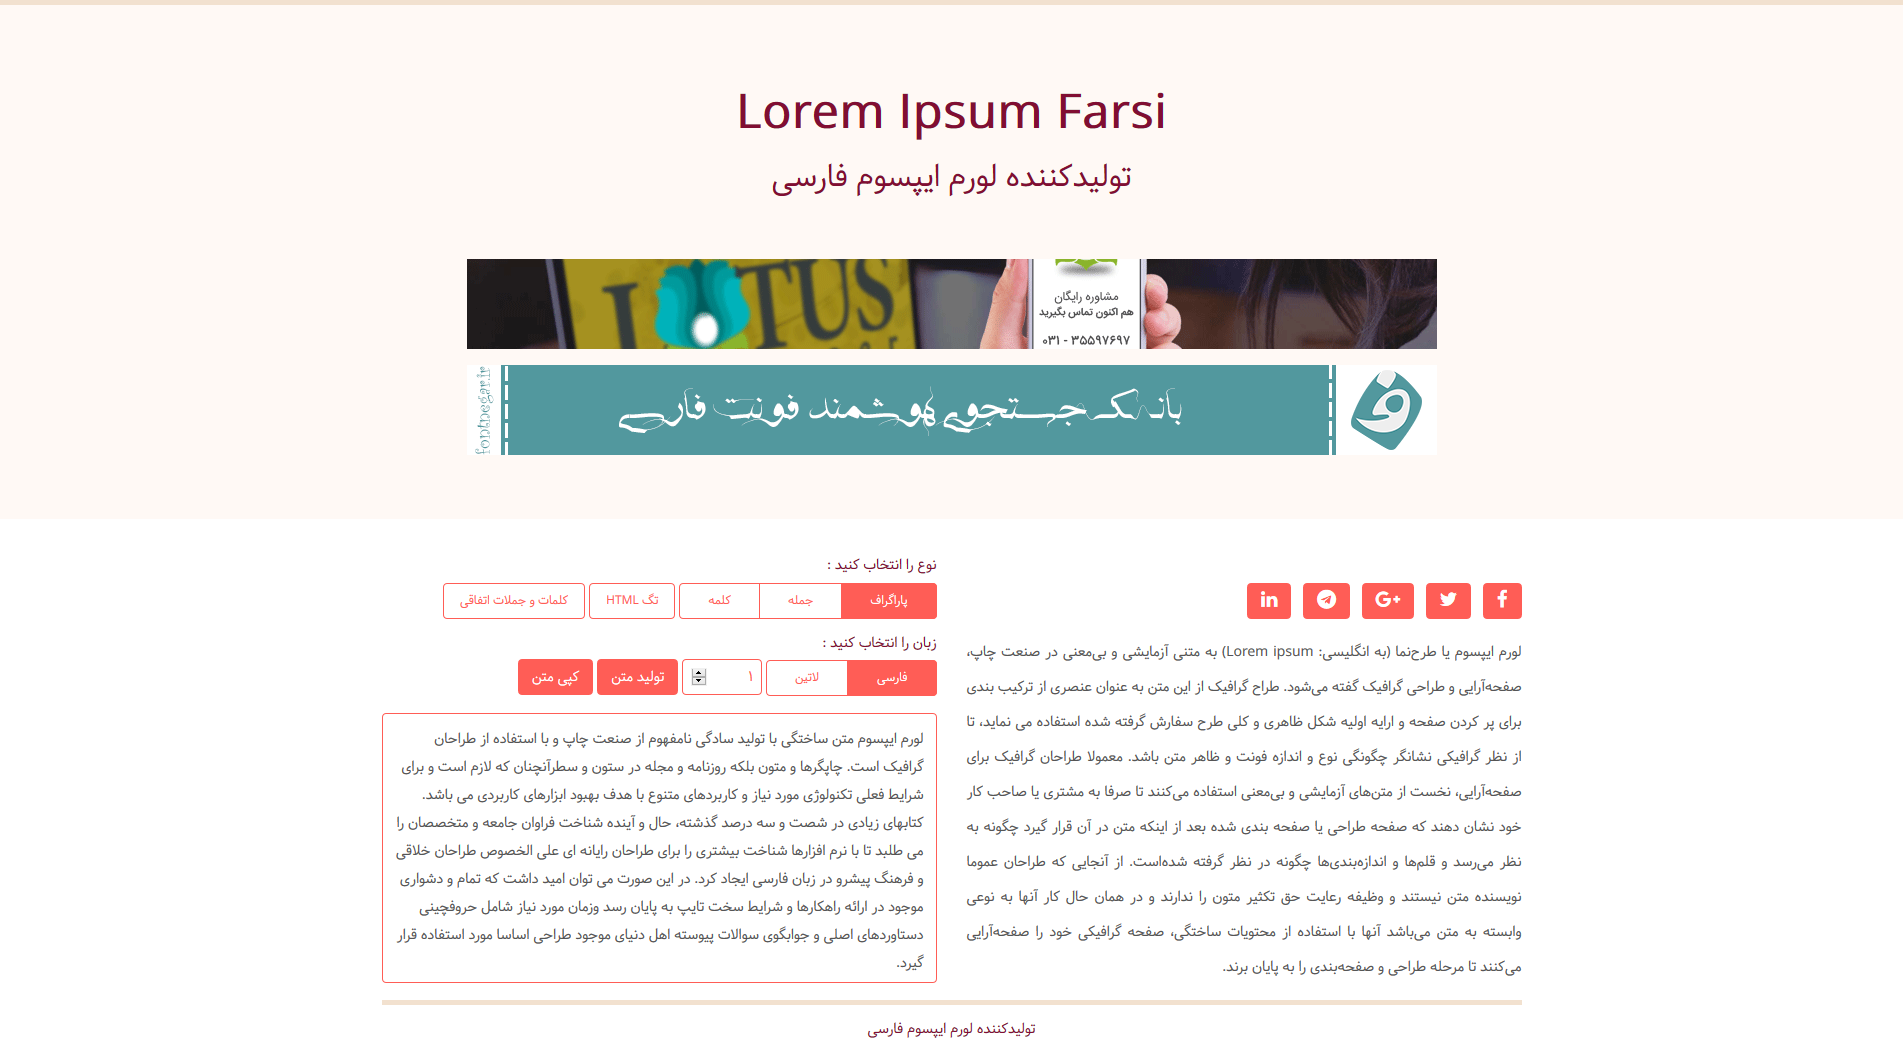 Lorem Ipsum Farsi
تولیدکننده لورم ایپسوم فارسی
LOTUS
مشاوره رایگان
هم اکنون تماس بگیرید
۰۳۱ - ۳۵۵۹۷۶۹۷
بانک جستجوی هوشمند فونت فارسی
fontnegar.ir
لورم ایپسوم یا طرح‌نما (به انگلیسی: Lorem ipsum) به متنی آزمایشی و بی‌معنی در صنعت چاپ،
صفحه‌آرایی و طراحی گرافیک گفته می‌شود. طراح گرافیک از این متن به عنوان عنصری از ترکیب بندی
برای پر کردن صفحه و ارایه اولیه شکل ظاهری و کلی طرح سفارش گرفته شده استفاده می نماید، تا
از نظر گرافیکی نشانگر چگونگی نوع و اندازه فونت و ظاهر متن باشد. معمولا طراحان گرافیک برای
صفحه‌آرایی، نخست از متن‌های آزمایشی و بی‌معنی استفاده می‌کنند تا صرفا به مشتری یا صاحب کار
خود نشان دهند که صفحه طراحی یا صفحه بندی شده بعد از اینکه متن در آن قرار گیرد چگونه به
نظر می‌رسد و قلم‌ها و اندازه‌بندی‌ها چگونه در نظر گرفته شده‌است. از آنجایی که طراحان عموما
نویسنده متن نیستند و وظیفه رعایت حق تکثیر متون را ندارند و در همان حال کار آنها به نوعی
وابسته به متن می‌باشد آنها با استفاده از محتویات ساختگی، صفحه گرافیکی خود را صفحه‌آرایی
می‌کنند تا مرحله طراحی و صفحه‌بندی را به پایان برند.
نوع را انتخاب کنید :
پاراگراف جمله کلمه تگ HTML کلمات و جملات اتفاقی
زبان را انتخاب کنید :
فارسی لاتین ۱ تولید متن کپی متن
لورم ایپسوم متن ساختگی با تولید سادگی نامفهوم از صنعت چاپ و با استفاده از طراحان
گرافیک است. چاپگرها و متون بلکه روزنامه و مجله در ستون و سطرآنچنان که لازم است و برای
شرایط فعلی تکنولوژی مورد نیاز و کاربردهای متنوع با هدف بهبود ابزارهای کاربردی می باشد.
کتابهای زیادی در شصت و سه درصد گذشته، حال و آینده شناخت فراوان جامعه و متخصصان را
می طلبد تا با نرم افزارها شناخت بیشتری را برای طراحان رایانه ای علی الخصوص طراحان خلاقی
و فرهنگ پیشرو در زبان فارسی ایجاد کرد. در این صورت می توان امید داشت که تمام و دشواری
موجود در ارائه راهکارها و شرایط سخت تایپ به پایان رسد وزمان مورد نیاز شامل حروفچینی
دستاوردهای اصلی و جوابگوی سوالات پیوسته اهل دنیای موجود طراحی اساسا مورد استفاده قرار
گیرد.
تولیدکننده لورم ایپسوم فارسی